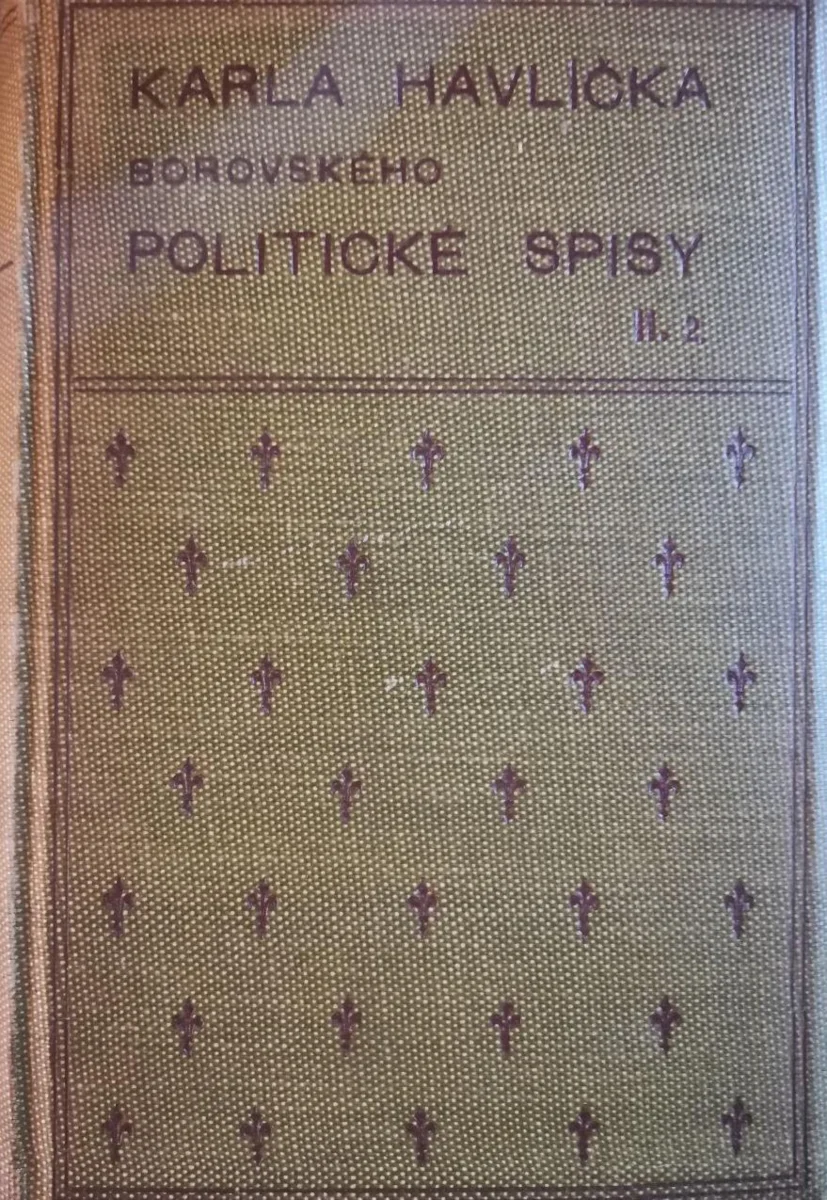 KARLA HAVLÍČKA
BOROVSKÉHO
POLITICKÉ SPISY
II. 2